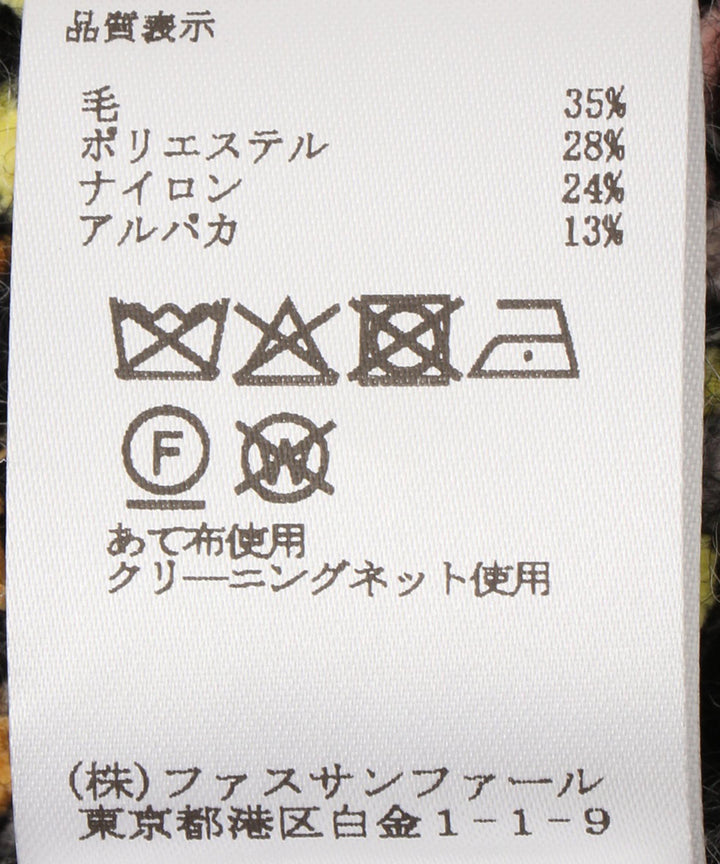 品質表示
毛 35%
ポリエステル 28%
ナイロン 24%
アルパカ 13%
F W
あて布使用
クリーニングネット使用
(株)ファスサンファール
東京都港区白金1-1-9